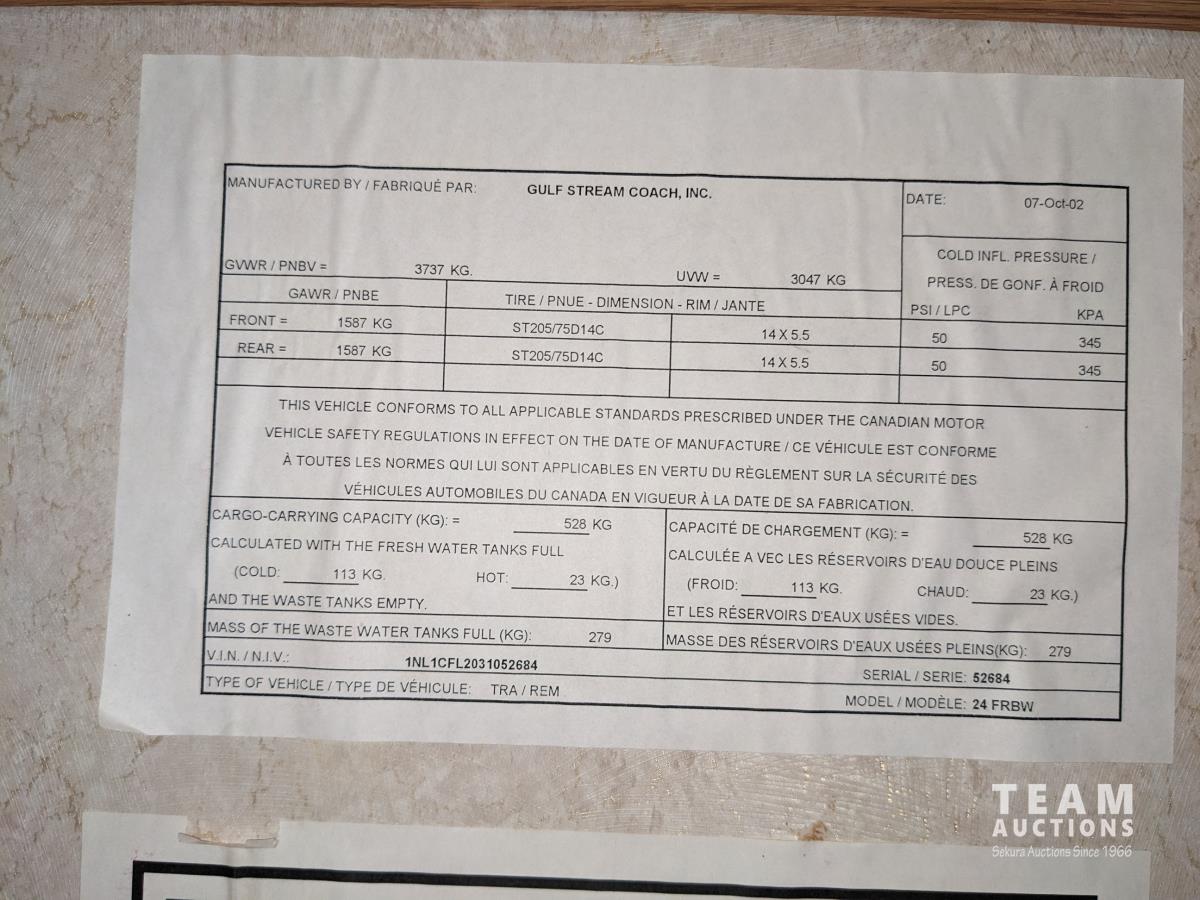 MANUFACTURED BY / FABRIQUÉ PAR: GULF STREAM COACH, INC.
DATE: 07-Oct-02
GVWR / PNBV = 3737 KG. UVW = 3047 KG
COLD INFL. PRESSURE /
PRESS. DE GONF. À FROID
GAWR / PNBE TIRE / PNUE - DIMENSION - RIM / JANTE PSI / LPC KPA
FRONT = 1587 KG ST205/75D14C 14 X 5.5 50 345
REAR = 1587 KG ST205/75D14C 14 X 5.5 50 345
THIS VEHICLE CONFORMS TO ALL APPLICABLE STANDARDS PRESCRIBED UNDER THE CANADIAN MOTOR
VEHICLE SAFETY REGULATIONS IN EFFECT ON THE DATE OF MANUFACTURE / CE VÉHICULE EST CONFORME
À TOUTES LES NORMES QUI LUI SONT APPLICABLES EN VERTU DU RÈGLEMENT SUR LA SÉCURITÉ DES
VÉHICULES AUTOMOBILES DU CANADA EN VIGUEUR À LA DATE DE SA FABRICATION.
CARGO-CARRYING CAPACITY (KG): = 528 KG
CALCULATED WITH THE FRESH WATER TANKS FULL
(COLD: 113 KG. HOT: 23 KG.)
AND THE WASTE TANKS EMPTY.
MASS OF THE WASTE WATER TANKS FULL (KG): 279
CAPACITÉ DE CHARGEMENT (KG): = 528 KG
CALCULÉE A VEC LES RÉSERVOIRS D'EAU DOUCE PLEINS
(FROID: 113 KG. CHAUD: 23 KG.)
ET LES RÉSERVOIRS D'EAUX USÉES VIDES.
MASSE DES RÉSERVOIRS D'EAUX USÉES PLEINS(KG): 279
V.I.N. / N.I.V.: 1NL1CFL2031052684 SERIAL / SERIE: 52684
TYPE OF VEHICLE / TYPE DE VÉHICULE: TRA / REM MODEL / MODÈLE: 24 FRBW
TEAM
AUCTIONS
Sekura Auctions Since 1966